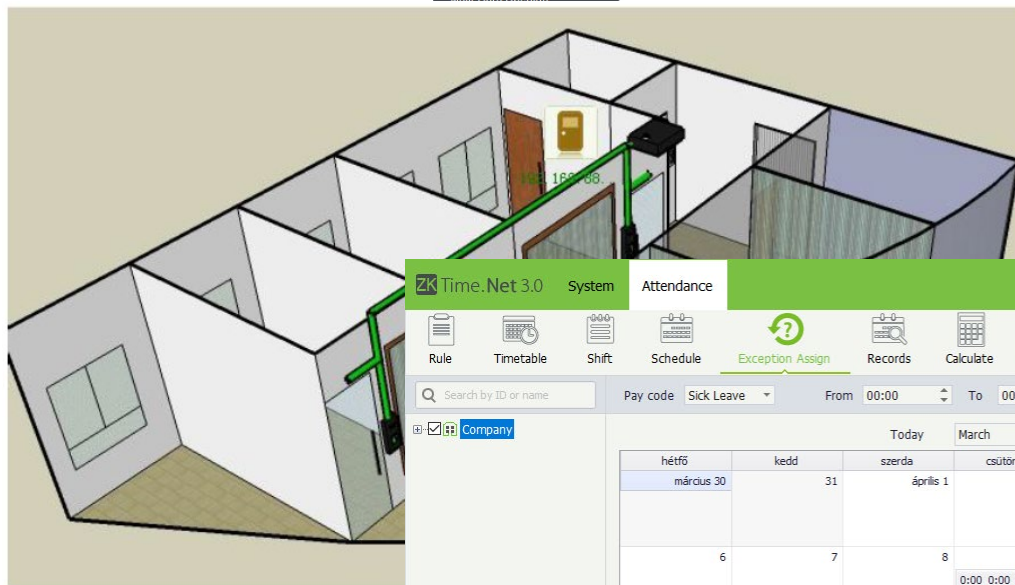 ZK Time.Net 3.0 System Attendance
Rule Timetable Shift Schedule Exception Assign Records Calculate
Search by ID or name Pay code Sick Leave From 00:00 To 00
Company
Today March
hétfő kedd szerda csütör
március 30 31 április 1
6 7 8
0:00 0:00